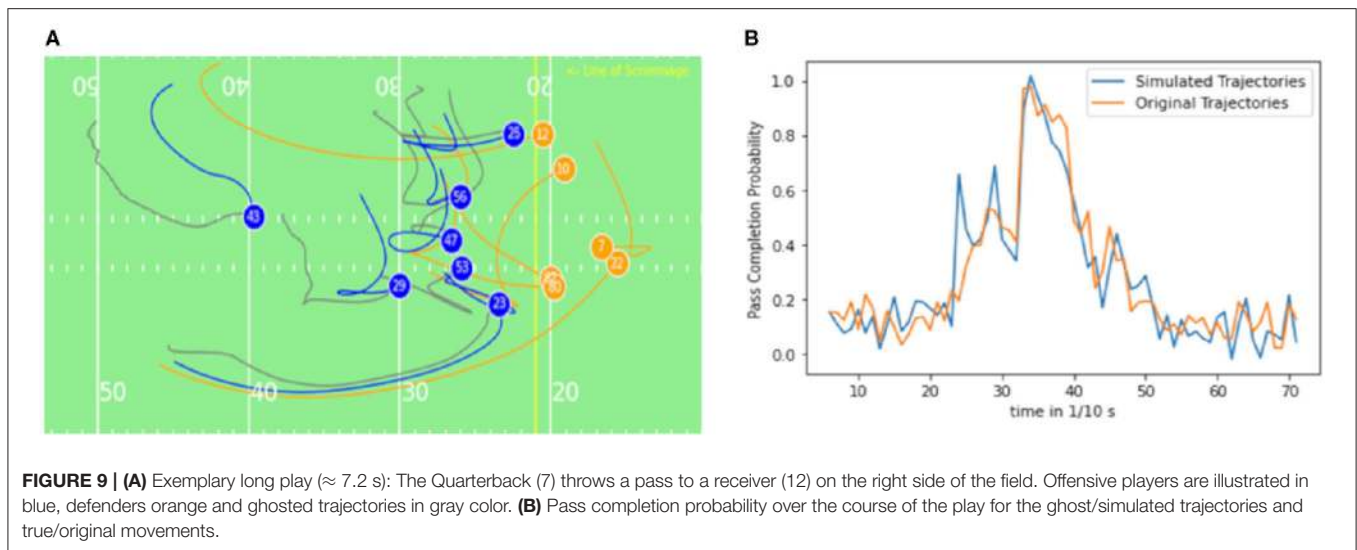 A
B
50
40
30
20
<- Line of Scrimmage
25
12
10
56
43
47
7
53
22
29
80
23
50
40
30
20
Simulated Trajectories
Original Trajectories
Pass Completion Probability
1.0
0.8
0.6
0.4
0.2
0.0
10 20 30 40 50 60 70
time in 1/10 s
FIGURE 9 | (A) Exemplary long play (≈ 7.2 s): The Quarterback (7) throws a pass to a receiver (12) on the right side of the field. Offensive players are illustrated in
blue, defenders orange and ghosted trajectories in gray color. (B) Pass completion probability over the course of the play for the ghost/simulated trajectories and
true/original movements.